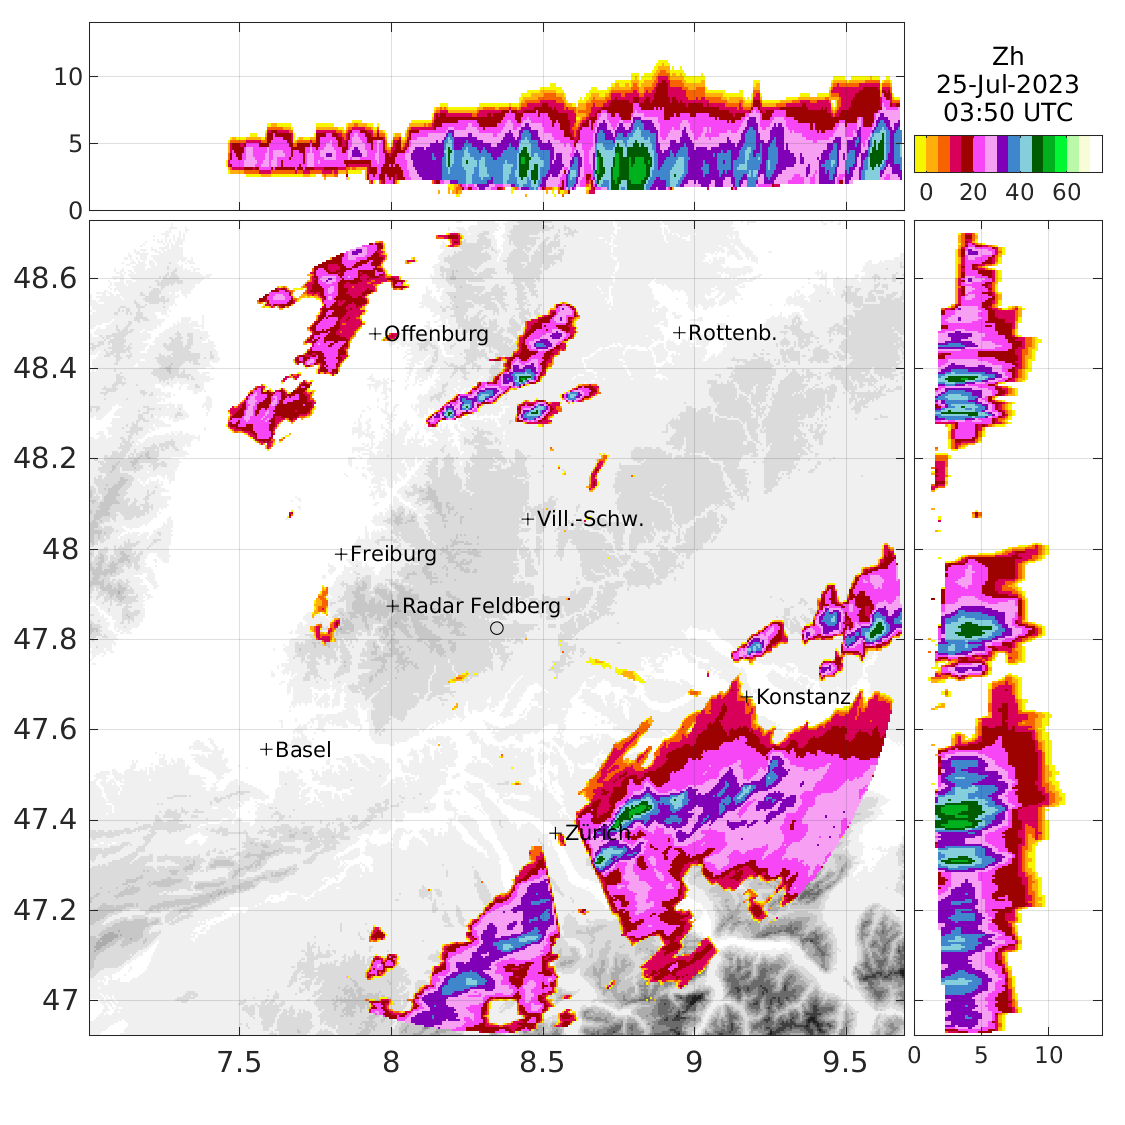 Zh
25-Jul-2023
03:50 UTC
0 20 40 60
10
5
0
48.6
48.4
48.2
48
47.8
47.6
47.4
47.2
47
Offenburg
Rottenb.
Vill.-Schw.
Freiburg
Radar Feldberg
Konstanz
Basel
Zürich
7.5 8 8.5 9 9.5
0 5 10